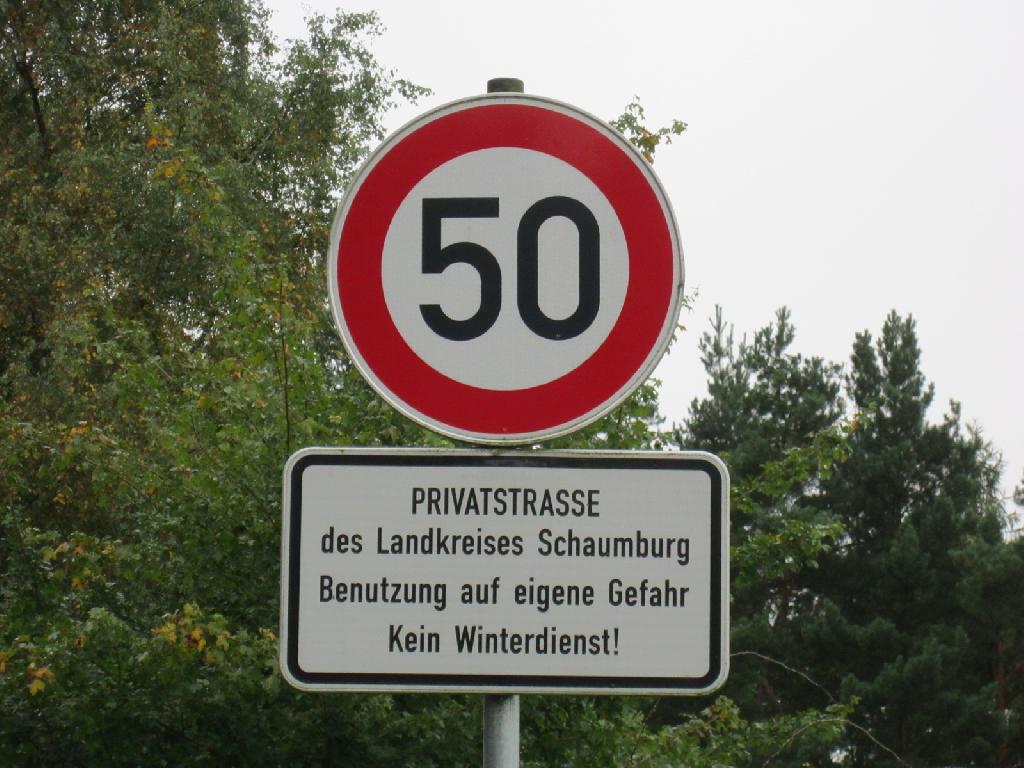 50
PRIVATSTRASSE
des Landkreises Schaumburg
Benutzung auf eigene Gefahr
Kein Winterdienst!